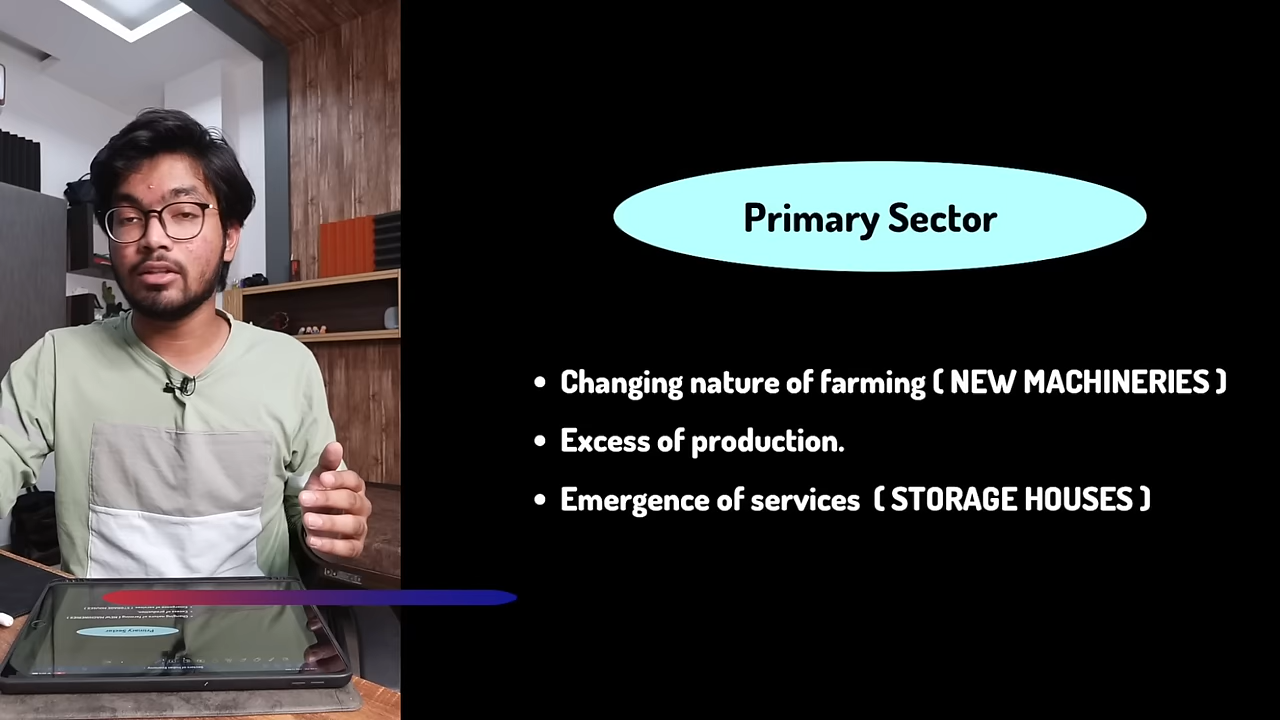 Primary Sector
• Changing nature of farming ( NEW MACHINERIES )
• Excess of production.
• Emergence of services ( STORAGE HOUSES )